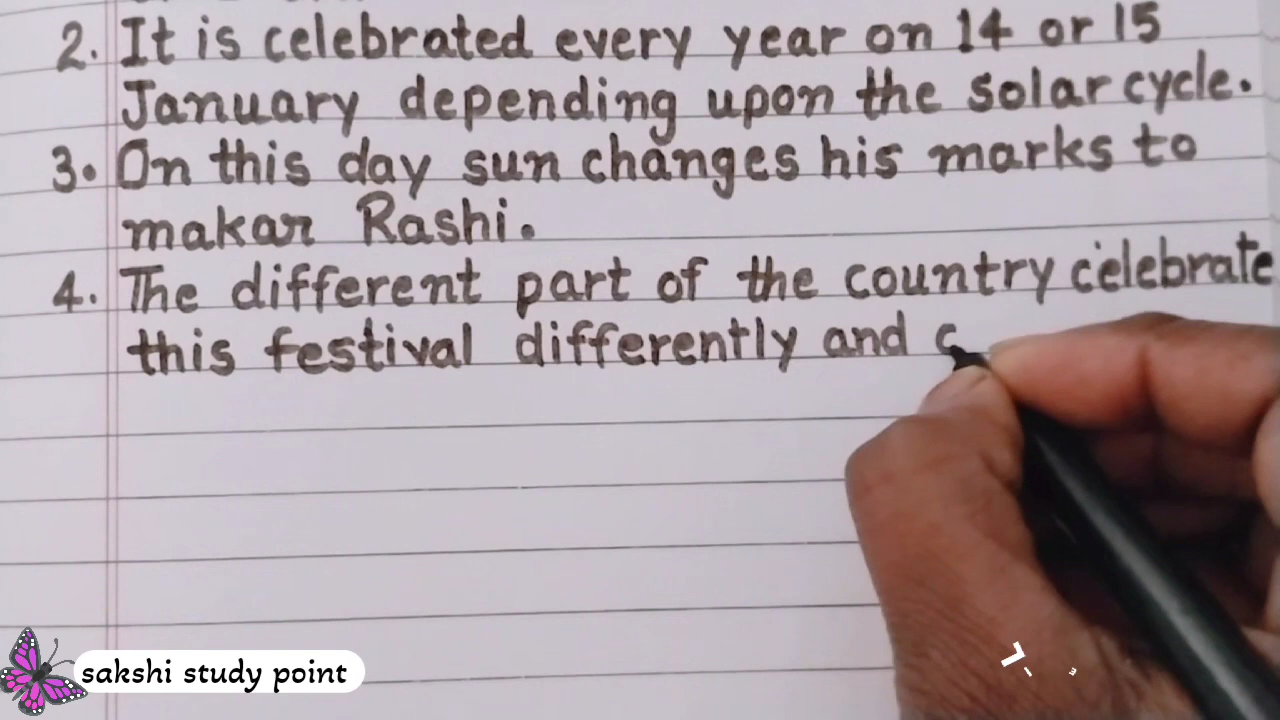 2. It is celebrated every year on 14 or 15
January depending upon the solar cycle.
3. On this day sun changes his marks to
makar Rashi.
4. The different part of the country celebrate
this festival differently and
sakshi study point